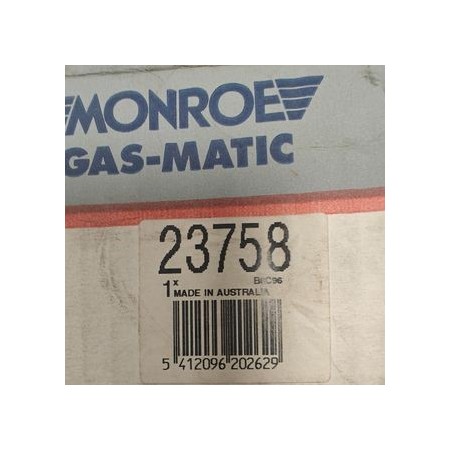 MONROE
GAS-MATIC
23758
1x B8C96
MADE IN AUSTRALIA
5 412096 202629